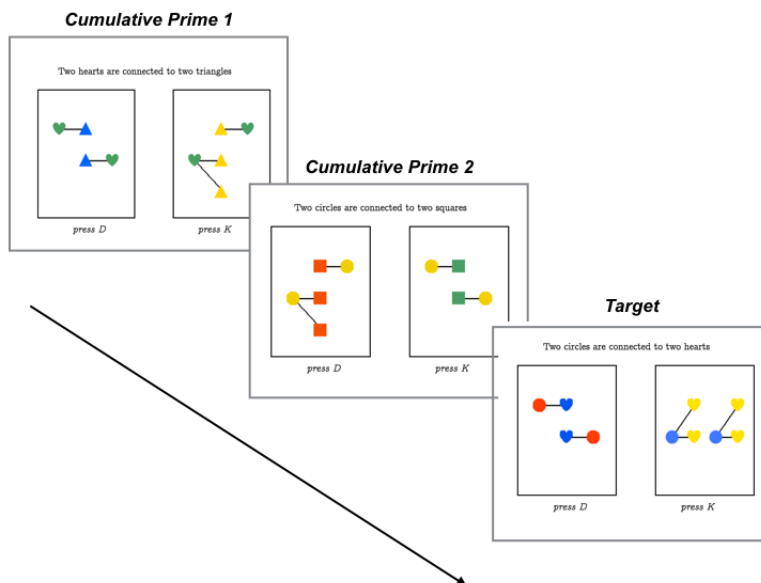 Cumulative Prime 1
Two hearts are connected to two triangles
press D
press K
Cumulative Prime 2
Two circles are connected to two squares
press D
press K
Target
Two circles are connected to two hearts
press D
press K